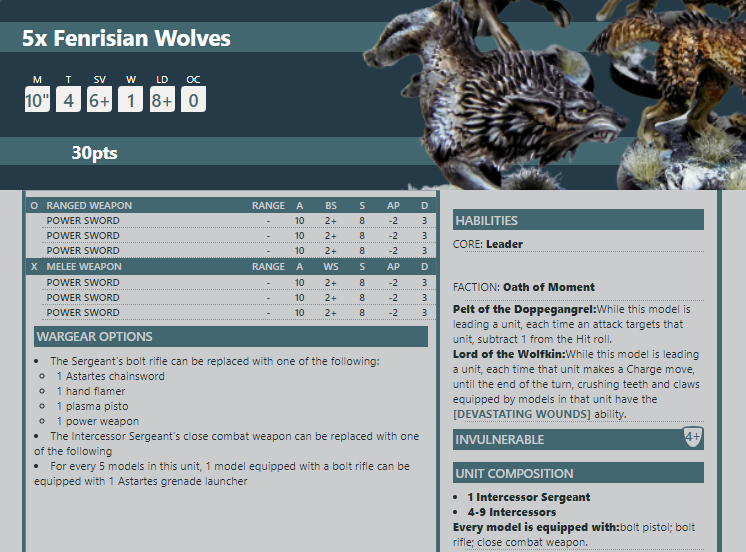 5x Fenrisian Wolves
M T SV W LD OC
10" 4 6+ 1 8+ 0
30pts
O RANGED WEAPON RANGE A BS S AP D
POWER SWORD - 10 2+ 8 -2 3
POWER SWORD - 10 2+ 8 -2 3
POWER SWORD - 10 2+ 8 -2 3
X MELEE WEAPON RANGE A WS S AP D
POWER SWORD - 10 2+ 8 -2 3
POWER SWORD - 10 2+ 8 -2 3
POWER SWORD - 10 2+ 8 -2 3
WARGEAR OPTIONS
• The Sergeant's bolt rifle can be replaced with one of the following:
o 1 Astartes chainsword
o 1 hand flamer
o 1 plasma pisto
o 1 power weapon
• The Intercessor Sergeant's close combat weapon can be replaced with one
of the following
• For every 5 models in this unit, 1 model equipped with a bolt rifle can be
equipped with 1 Astartes grenade launcher
HABILITIES
CORE: Leader
FACTION: Oath of Moment
Pelt of the Doppegangrel:While this model is
leading a unit, each time an attack targets that
unit, subtract 1 from the Hit roll.
Lord of the Wolfkin:While this model is leading
a unit, each time that unit makes a Charge move,
until the end of the turn, crushing teeth and claws
equipped by models in that unit have the
[DEVASTATING WOUNDS] ability.
INVULNERABLE 4+
UNIT COMPOSITION
• 1 Intercessor Sergeant
• 4-9 Intercessors
Every model is equipped with:bolt pistol; bolt
rifle; close combat weapon.